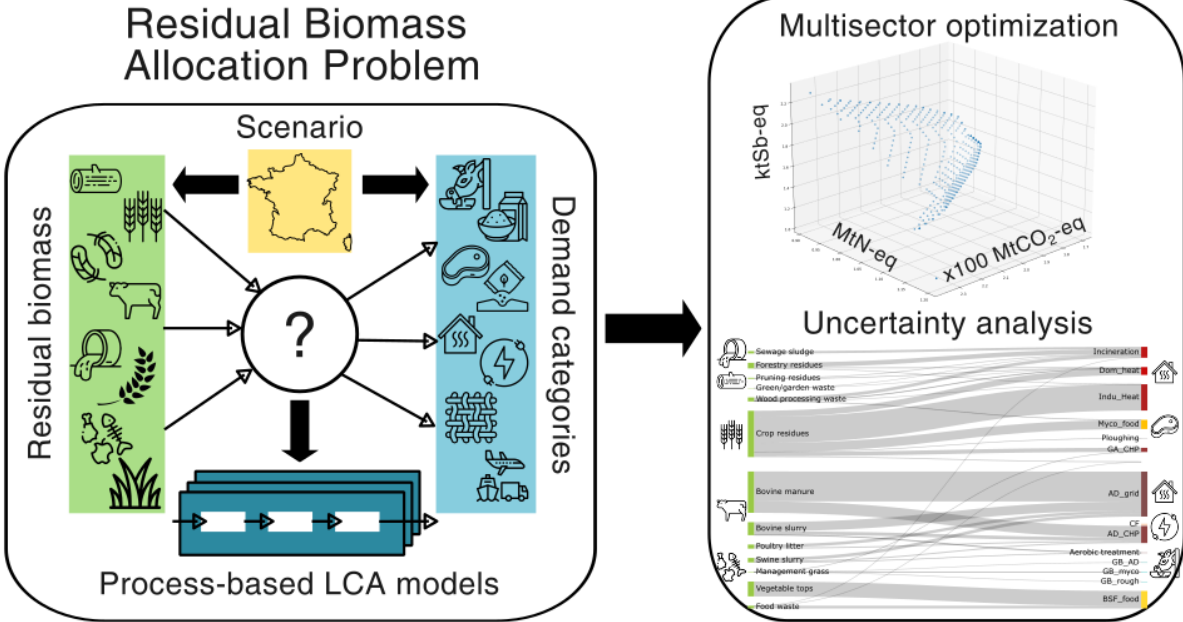 Residual Biomass
Allocation Problem
Scenario
Residual biomass
?
Demand categories
Process-based LCA models
Multisector optimization
ktSb-eq
MtN-eq
x100 MtCO₂-eq
Uncertainty analysis
Sewage sludge
Forestry residues
Pruning residues
Green/garden waste
Wood processing waste
Crop residues
Bovine manure
Bovine slurry
Poultry litter
Swine slurry
Management grass
Vegetable tops
Food waste
Incineration
Dom_heat
Indu_Heat
Myco_food
Ploughing
GA_CHP
AD_grid
CF
AD_CHP
Aerobic treatment
GB_AD
GB_myco
GB_rough
BSF_food